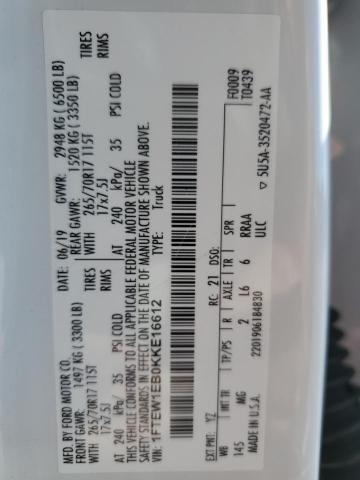 MFD. BY FORD MOTOR CO.
DATE: 06/19 GVWR: 2948 KG ( 6500 LB)
FRONT GAWR: 1497 KG ( 3300 LB) REAR GAWR: 1520 KG ( 3350 LB)
WITH 265/70R17 115T TIRES WITH 265/70R17 115T TIRES
17x7.5J RIMS 17x7.5J RIMS
AT 240 kPa/ 35 PSI COLD AT 240 kPa/ 35 PSI COLD
THIS VEHICLE CONFORMS TO ALL APPLICABLE FEDERAL MOTOR VEHICLE
SAFETY STANDARDS IN EFFECT ON THE DATE OF MANUFACTURE SHOWN ABOVE.
VIN: 1FTEW1EB0KKE16612 Truck
F0009
T0439
EXT PNT: YZ RC: 21 DSO:
WB INT TR TP/PS R AXLE TR SPR
145 MG 2 L6 6 RRAA
ULC
MADE IN U.S.A. 2201906184830 ▽ 5U5A-3520472-AA